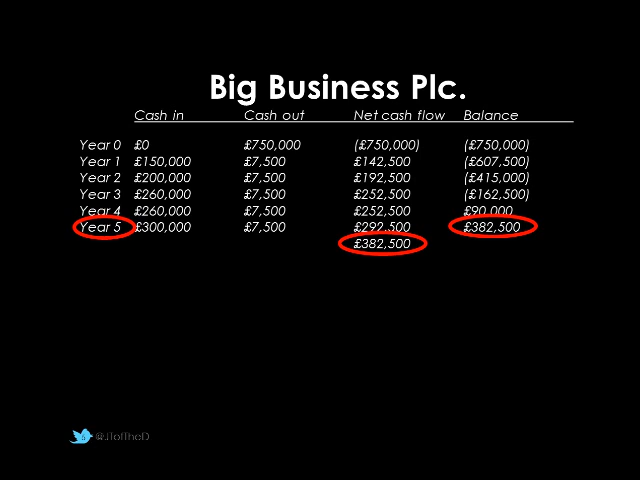 Big Business Plc.
Cash in Cash out Net cash flow Balance
Year 0 £0 £750,000 (£750,000) (£750,000)
Year 1 £150,000 £7,500 £142,500 (£607,500)
Year 2 £200,000 £7,500 £192,500 (£415,000)
Year 3 £260,000 £7,500 £252,500 (£162,500)
Year 4 £260,000 £7,500 £252,500 £90,000
Year 5 £300,000 £7,500 £292,500 £382,500
£382,500
@JTofTheD